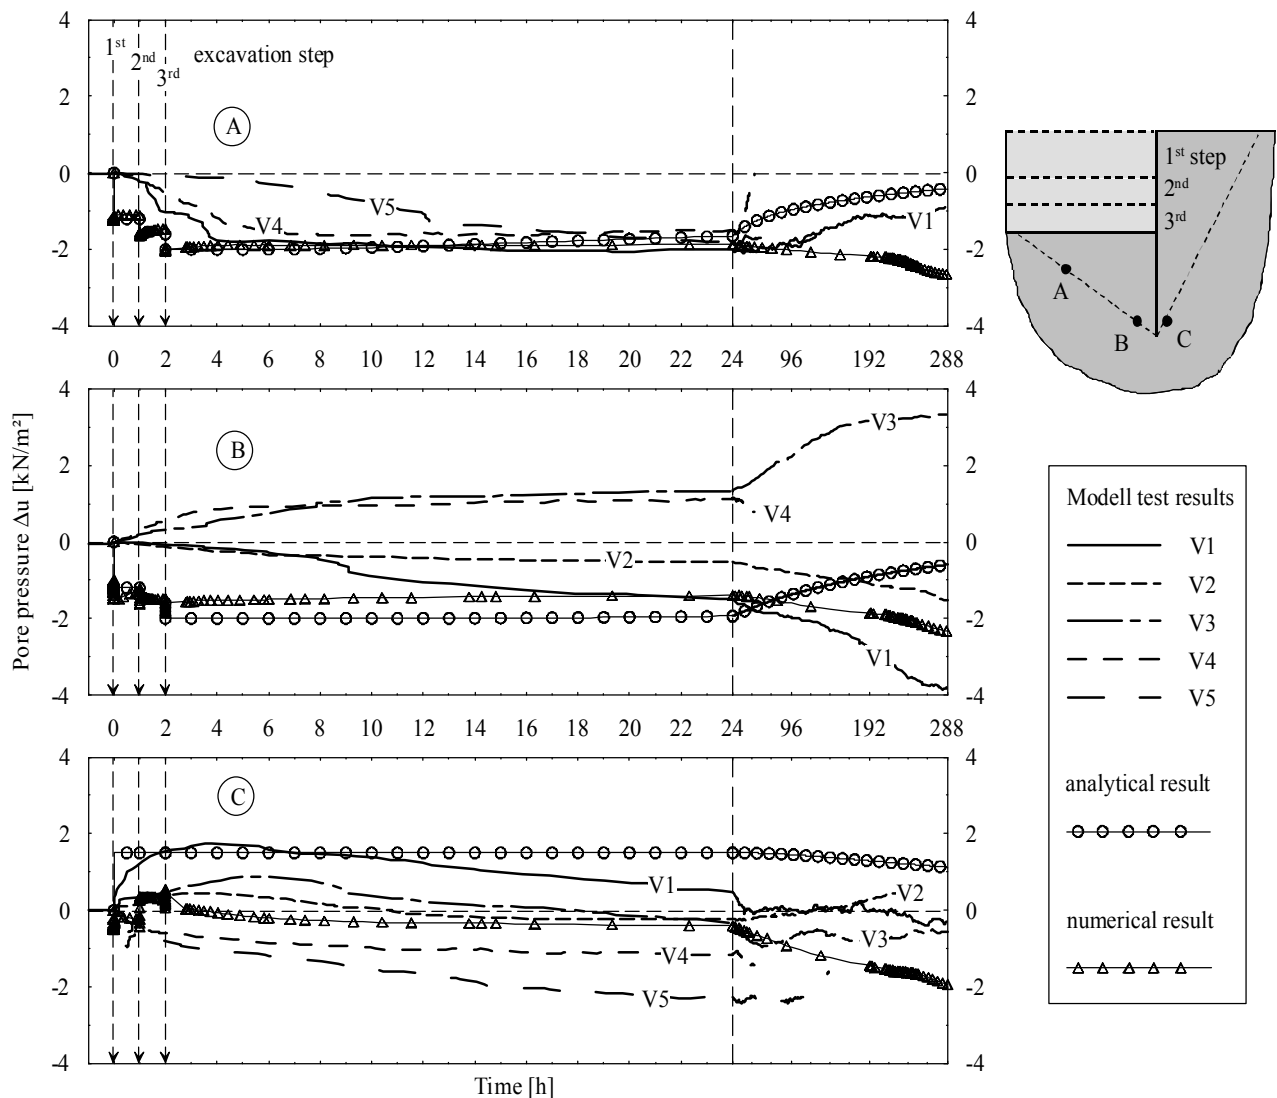 4 4
1st
2nd
3rd
excavation step
2 2
A
0 0
V5
V4
V1
-2 -2
-4 -4
0 2 4 6 8 10 12 14 16 18 20 22 24 96 192 288
1st step
2nd
3rd
A
B
C
Pore pressure Δu [kN/m²]
4 4
V3
B
2 2
V4
0 0
V2
-2 -2
V1
-4 -4
0 2 4 6 8 10 12 14 16 18 20 22 24 96 192 288
4 4
C
2 2
V1
V2
0 0
V3
V4
-2 -2
V5
-4 -4
Time [h]
Modell test results
V1
V2
V3
V4
V5
analytical result
numerical result